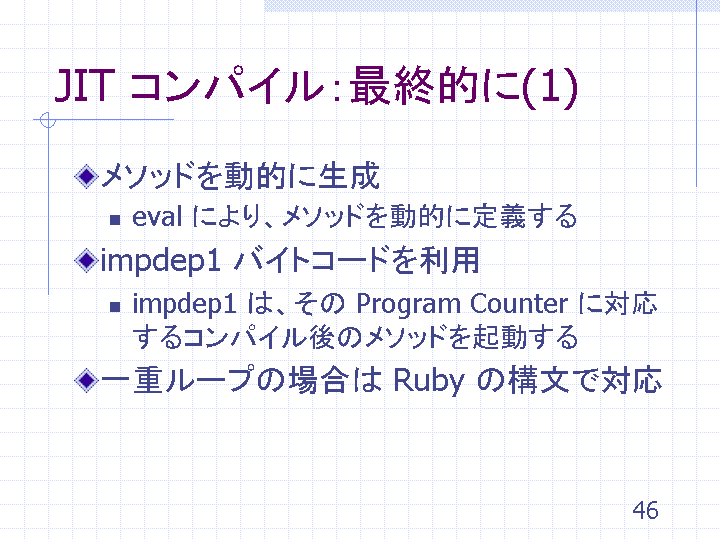 JIT コンパイル：最終的に(1)
メソッドを動的に生成
eval により、メソッドを動的に定義する
impdep1 バイトコードを利用
impdep1 は、その Program Counter に対応
するコンパイル後のメソッドを起動する
一重ループの場合は Ruby の構文で対応
46